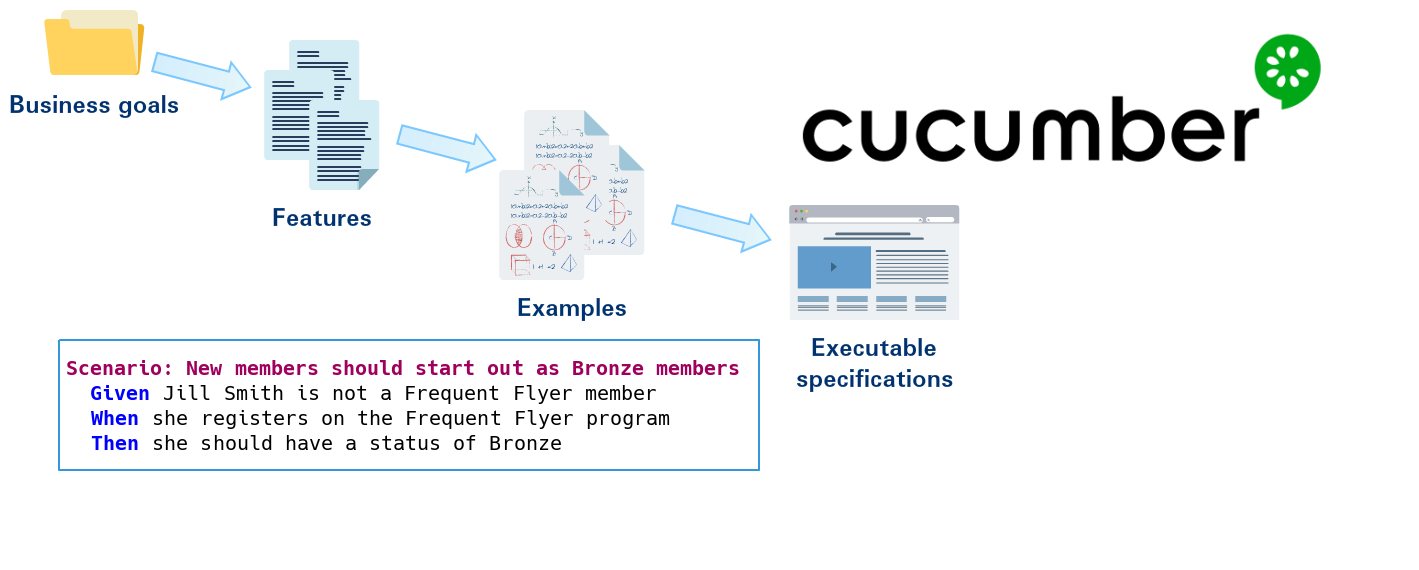 Business goals
Features
Examples
cucumber
Executable
specifications
Scenario: New members should start out as Bronze members
Given Jill Smith is not a Frequent Flyer member
When she registers on the Frequent Flyer program
Then she should have a status of Bronze